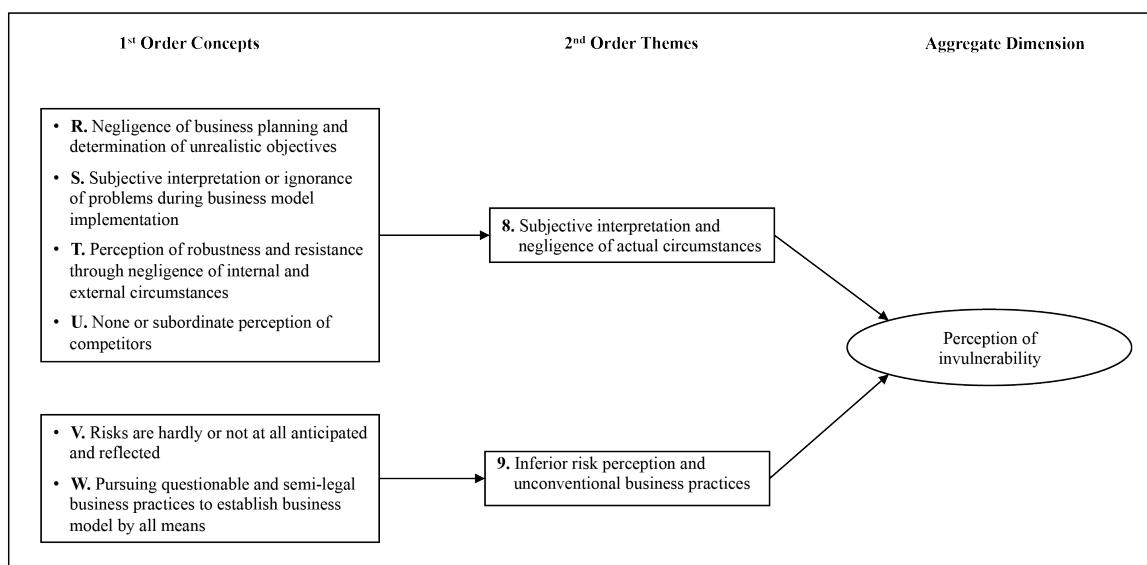 1st Order Concepts
2nd Order Themes
Aggregate Dimension
• R. Negligence of business planning and
determination of unrealistic objectives
• S. Subjective interpretation or ignorance
of problems during business model
implementation
• T. Perception of robustness and resistance
through negligence of internal and
external circumstances
• U. None or subordinate perception of
competitors
8. Subjective interpretation and
negligence of actual circumstances
Perception of
invulnerability
• V. Risks are hardly or not at all anticipated
and reflected
• W. Pursuing questionable and semi-legal
business practices to establish business
model by all means
9. Inferior risk perception and
unconventional business practices